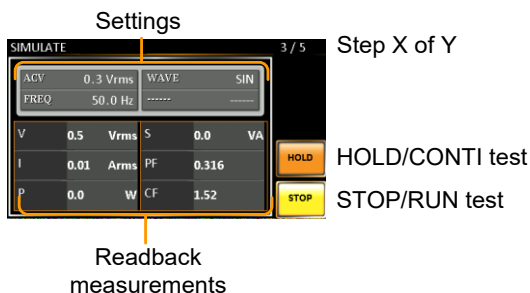 Settings
SIMULATE 3 / 5 Step X of Y
ACV 0.3 Vrms WAVE SIN
FREQ 50.0 Hz ------ ------
V 0.5 Vrms S 0.0 VA
I 0.01 Arms PF 0.316
HOLD HOLD/CONTI test
P 0.0 W CF 1.52
STOP STOP/RUN test
Readback
measurements